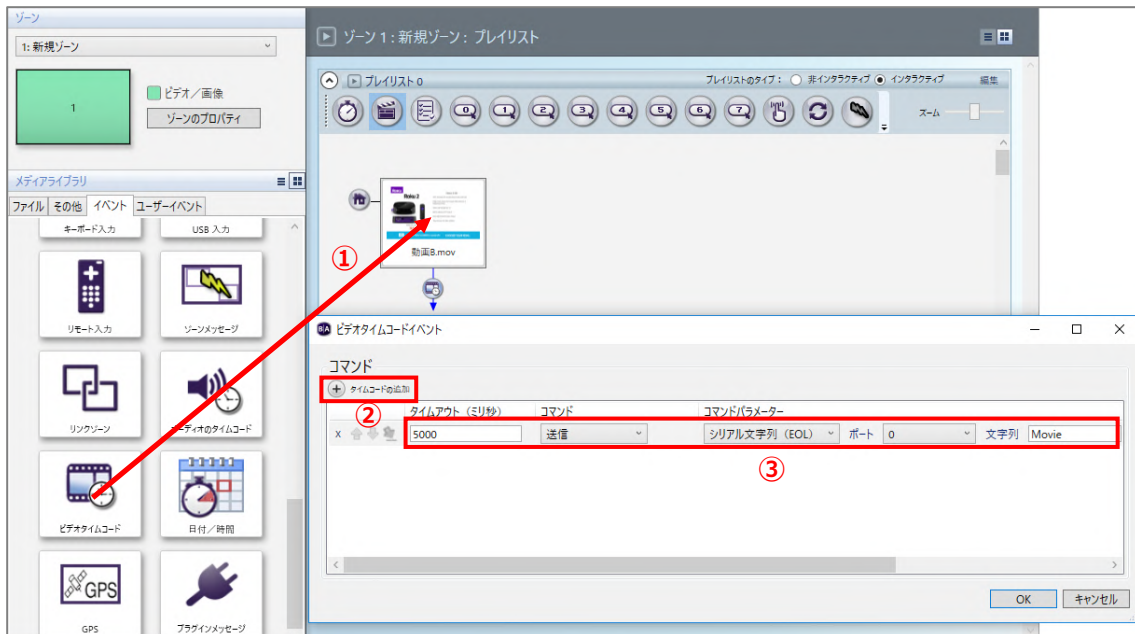 ゾーン
1: 新規ゾーン
1
ビデオ/画像
ゾーンのプロパティ
メディアライブラリ
ファイル その他 イベント ユーザーイベント
キーボード入力 USB 入力
リモート入力 ゾーンメッセージ
リンクゾーン ーディオのタイムコード
ビデオタイムコード 日付/時間
GPS
GPS プラグインメッセージ
ゾーン 1 : 新規ゾーン : プレイリスト
プレイリスト 0
プレイリストのタイプ : 非インタラクティブ インタラクティブ 編集
0 1 2 3 4 5 6 7
ズーム
Roku 2
動画B.mov
①
BA ビデオタイムコードイベント
コマンド
タイムコードの追加
②
タイムアウト (ミリ秒) コマンド コマンドパラメーター
x 5000 送信 シリアル文字列 (EOL) ポート 0 文字列 Movie
③
OK キャンセル